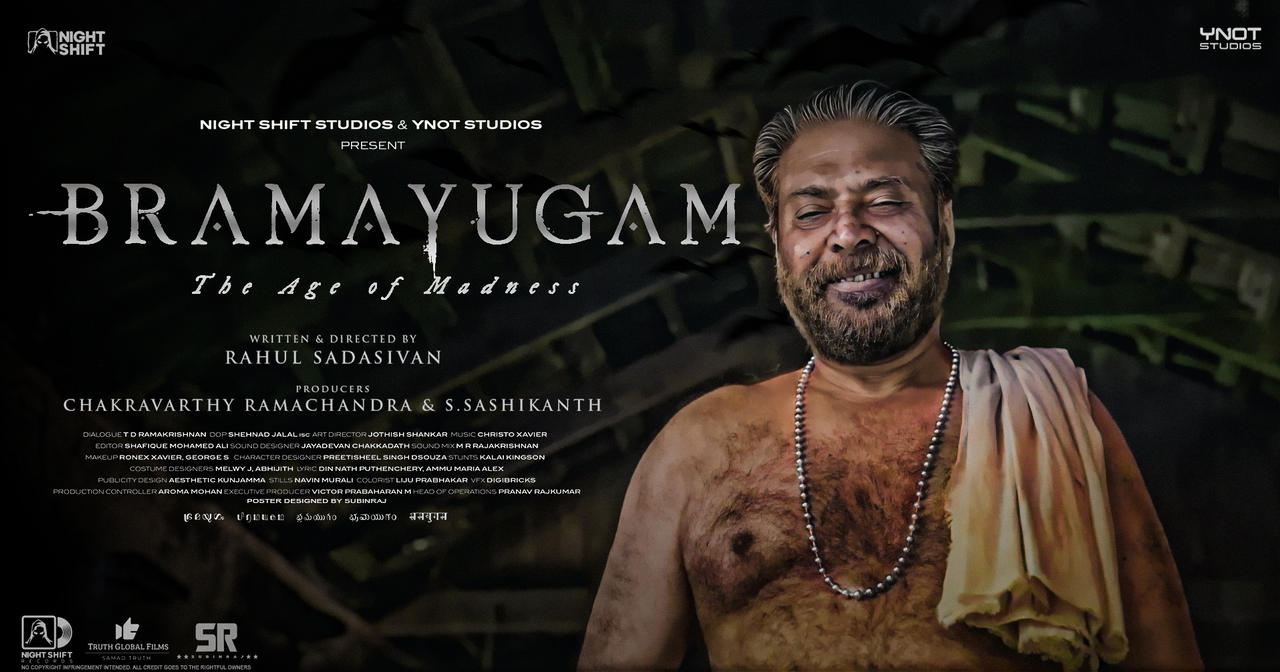 NIGHT
SHIFT
YNOT
STUDIOS
NIGHT SHIFT STUDIOS & YNOT STUDIOS
PRESENT
BRAMAYUGAM
The Age of Madness
WRITTEN & DIRECTED BY
RAHUL SADASIVAN
PRODUCERS
CHAKRAVARTHY RAMACHANDRA & S.SASHIKANTH
DIALOGUE T D RAMAKRISHNAN DOP SHEHNAD JALAL ISC ART DIRECTOR JOTHISH SHANKAR MUSIC CHRISTO XAVIER
EDITOR SHAFIQUE MOHAMED ALI SOUND DESIGNER JAYADEVAN CHAKKADATH SOUND MIX M R RAJAKRISHNAN
MAKEUP RONEX XAVIER, GEORGE S CHARACTER DESIGNER PREETISHEEL SINGH DSOUZA STUNTS KALAI KINGSON
COSTUME DESIGNERS MELWY J, ABHIJITH LYRIC DIN NATH PUTHENCHERY, AMMU MARIA ALEX
PUBLICITY DESIGN AESTHETIC KUNJAMMA STILLS NAVIN MURALI COLORIST LIJU PRABHAKAR VFX DIGIBRICKS
PRODUCTION CONTROLLER AROMA MOHAN EXECUTIVE PRODUCER VICTOR PRABAHARAN M HEAD OF OPERATIONS PRANAV RAJKUMAR
POSTER DESIGNED BY SUBINRAJ
NIGHT SHIFT
RECORDS
TRUTH GLOBAL FILMS
SAMAD TRUTH
SR
SUBINRAJ
NO COPYRIGHT INFRINGEMENT INTENDED. ALL CREDIT GOES TO THE RIGHTFUL OWNERS